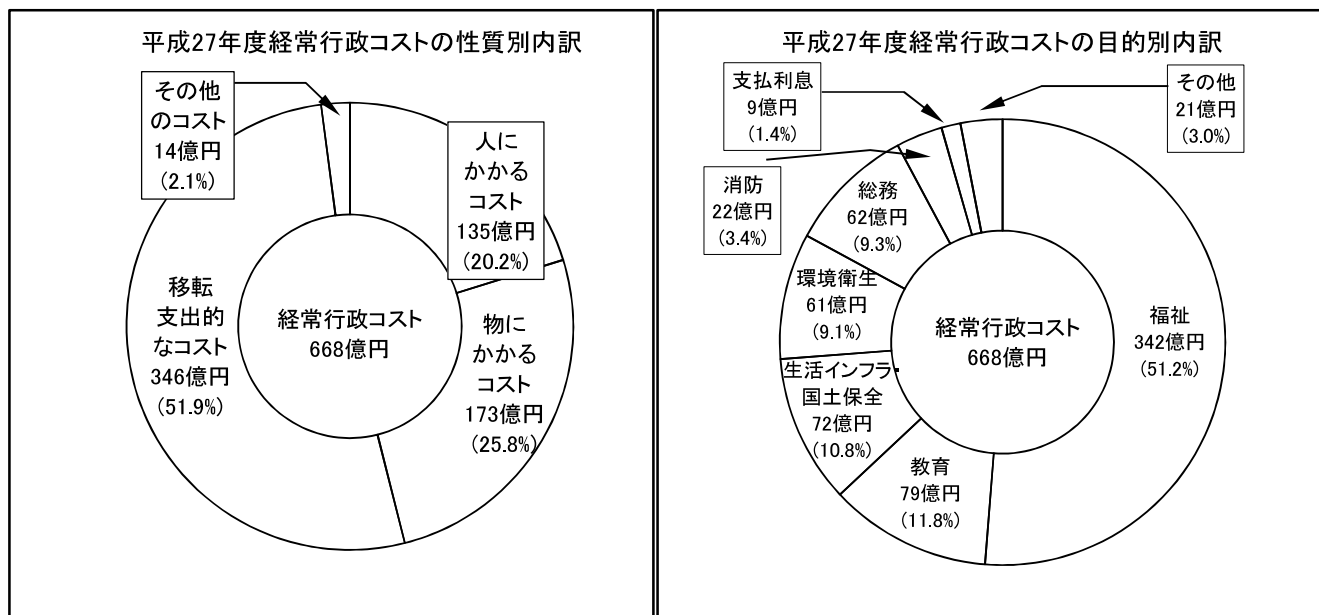 平成27年度経常行政コストの性質別内訳
その他
のコスト
14億円
(2.1%)
人に
かかる
コスト
135億円
(20.2%)
移転
支出的
なコスト
346億円
(51.9%)
経常行政コスト
668億円
物に
かかる
コスト
173億円
(25.8%)
平成27年度経常行政コストの目的別内訳
支払利息
9億円
(1.4%)
その他
21億円
(3.0%)
消防
22億円
(3.4%)
総務
62億円
(9.3%)
環境衛生
61億円
(9.1%)
経常行政コスト
668億円
福祉
342億円
(51.2%)
生活インフラ・
国土保全
72億円
(10.8%)
教育
79億円
(11.8%)